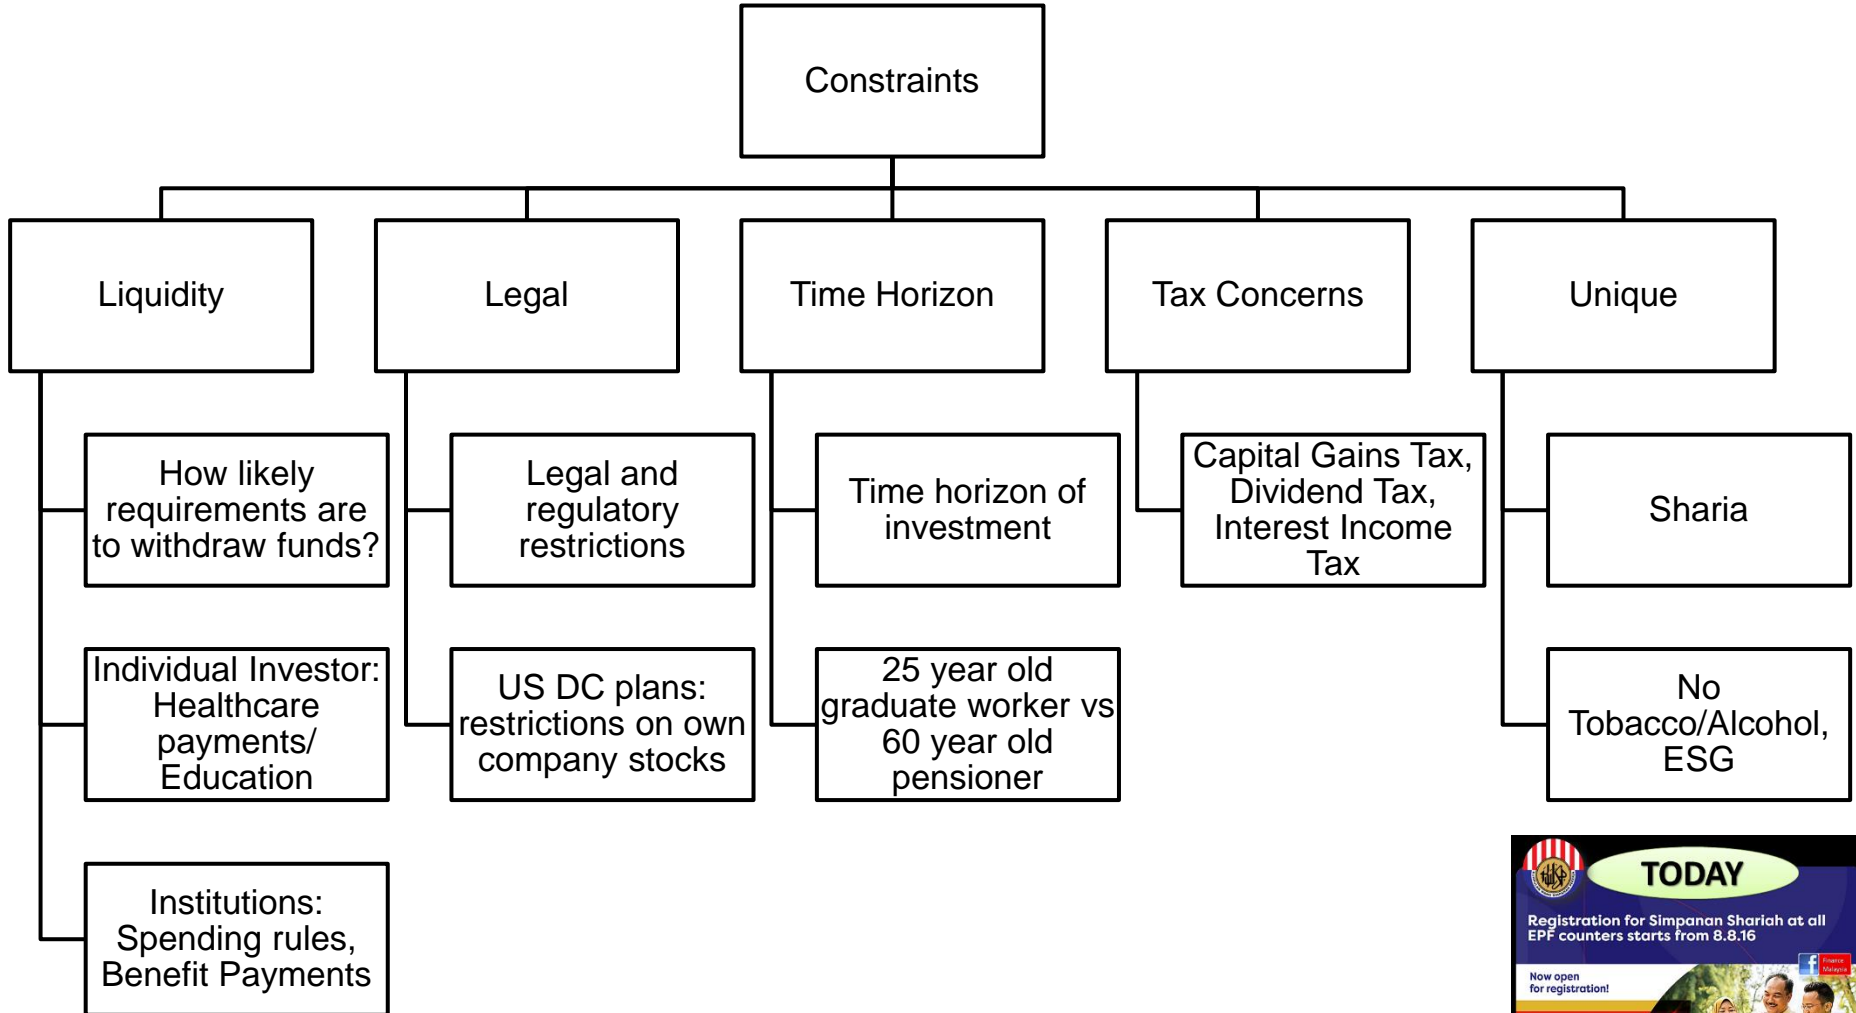 Constraints
Liquidity
Legal
Time Horizon
Tax Concerns
Unique
How likely
requirements are
to withdraw funds?
Legal and
regulatory
restrictions
Time horizon of
investment
Capital Gains Tax,
Dividend Tax,
Interest Income
Tax
Sharia
Individual Investor:
Healthcare
payments/
Education
US DC plans:
restrictions on own
company stocks
25 year old
graduate worker vs
60 year old
pensioner
No
Tobacco/Alcohol,
ESG
Institutions:
Spending rules,
Benefit Payments
TODAY
Registration for Simpanan Shariah at all
EPF counters starts from 8.8.16
Now open
for registration!
f Finance
Malaysia